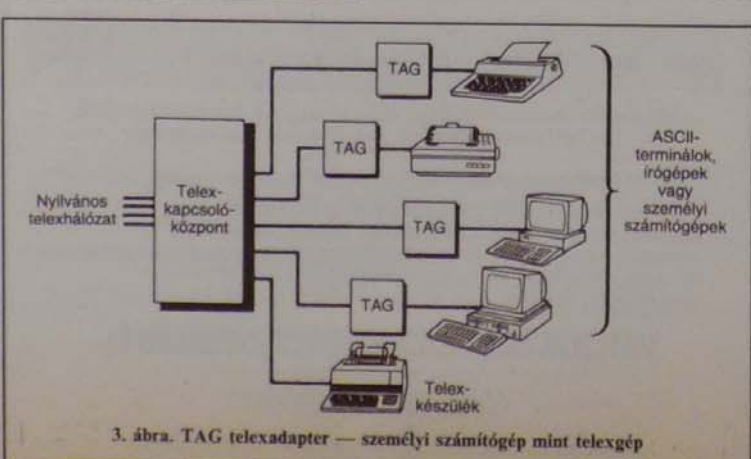 TAG
TAG
TAG
TAG
Nyilvános
telexhálózat
Telex-
kapcsoló-
központ
ASCII-
terminálok,
írógépek
vagy
személyi
számítógépek
Telex-
készülék
3. ábra. TAG telexadapter — személyi számítógép mint telexgép